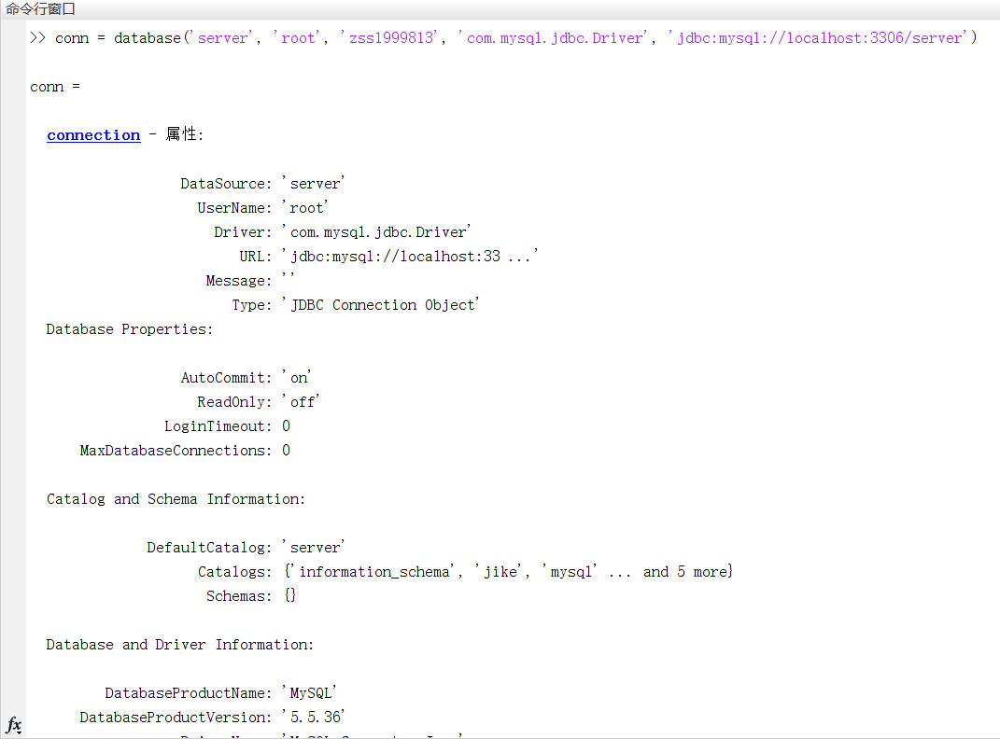 命令行窗口
>> conn = database('server', 'root', 'zss1999813', 'com.mysql.jdbc.Driver', 'jdbc:mysql://localhost:3306/server')
conn =
connection - 属性:
DataSource: 'server'
UserName: 'root'
Driver: 'com.mysql.jdbc.Driver'
URL: 'jdbc:mysql://localhost:33 ...'
Message: ''
Type: 'JDBC Connection Object'
Database Properties:
AutoCommit: 'on'
ReadOnly: 'off'
LoginTimeout: 0
MaxDatabaseConnections: 0
Catalog and Schema Information:
DefaultCatalog: 'server'
Catalogs: {'information_schema', 'jike', 'mysql' ... and 5 more}
Schemas: {}
Database and Driver Information:
DatabaseProductName: 'MySQL'
DatabaseProductVersion: '5.5.36'
fx